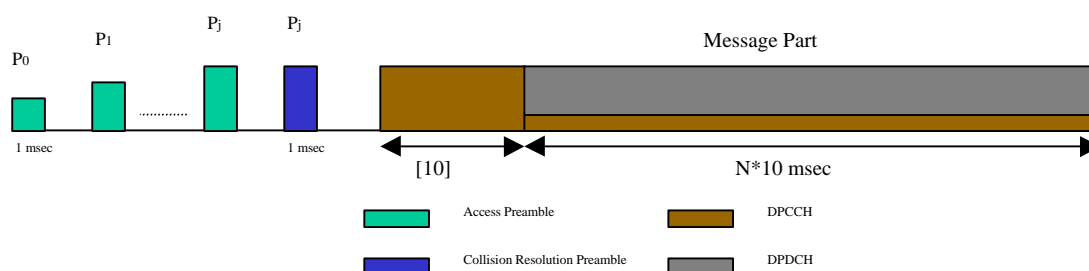 P0
P1
Pj
Pj
Message Part
1 msec
1 msec
[10]
N*10 msec
Access Preamble
DPCCH
Collision Resolution Preamble
DPDCH